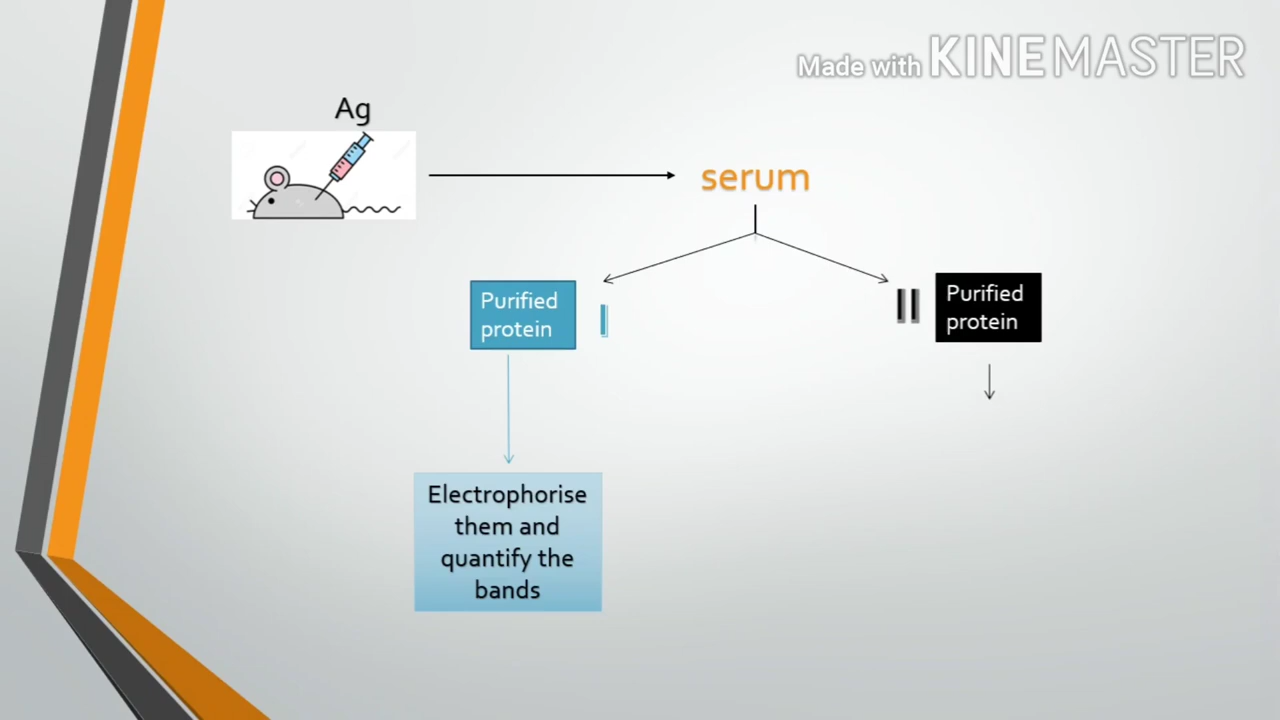 Made with KINEMASTER
Ag
serum
Purified
protein
I
II
Purified
protein
Electrophorise
them and
quantify the
bands